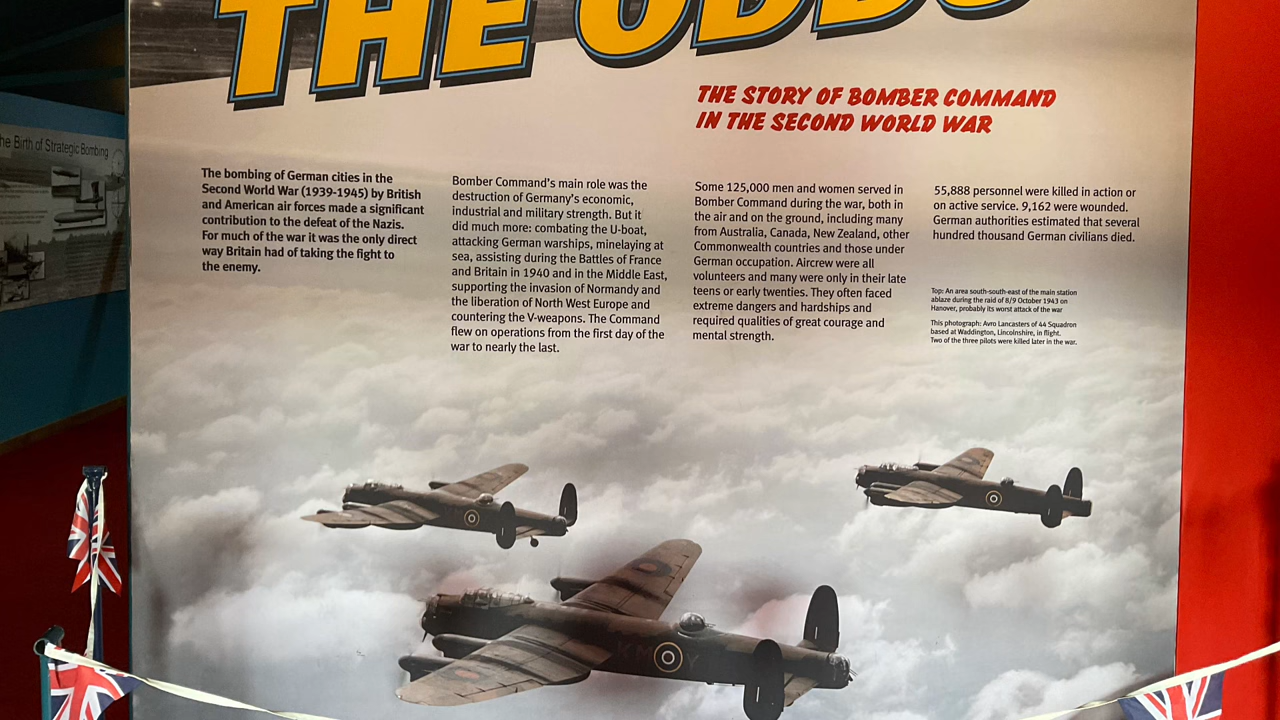 THE ODDS
THE STORY OF BOMBER COMMAND
IN THE SECOND WORLD WAR
The bombing of German cities in the
Second World War (1939-1945) by British
and American air forces made a significant
contribution to the defeat of the Nazis.
For much of the war it was the only direct
way Britain had of taking the fight to
the enemy.
Bomber Command's main role was the
destruction of Germany's economic,
industrial and military strength. But it
did much more: combating the U-boat,
attacking German warships, minelaying at
sea, assisting during the Battles of France
and Britain in 1940 and in the Middle East,
supporting the invasion of Normandy and
the liberation of North West Europe and
countering the V-weapons. The Command
flew on operations from the first day of the
war to nearly the last.
Some 125,000 men and women served in
Bomber Command during the war, both in
the air and on the ground, including many
from Australia, Canada, New Zealand, other
Commonwealth countries and those under
German occupation. Aircrew were all
volunteers and many were only in their late
teens or early twenties. They often faced
extreme dangers and hardships and
required qualities of great courage and
mental strength.
55,888 personnel were killed in action or
on active service. 9,162 were wounded.
German authorities estimated that several
hundred thousand German civilians died.
Top: An area south-south-east of the main station
ablaze during the raid of 8/9 October 1943 on
Hanover, probably its worst attack of the war
This photograph: Avro Lancasters of 44 Squadron
based at Waddington, Lincolnshire, in flight.
Two of the three pilots were killed later in the war.
he Birth of Strategic Bombing
KM Y